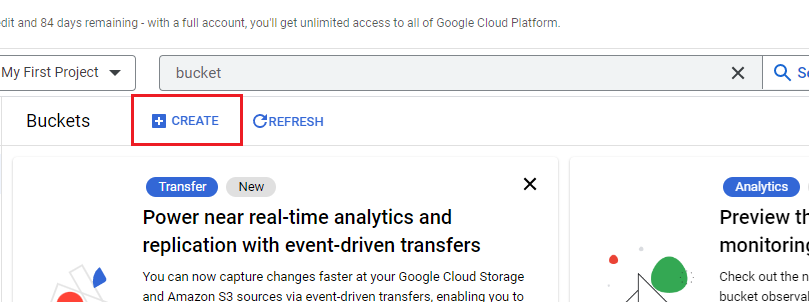 edit and 84 days remaining - with a full account, you'll get unlimited access to all of Google Cloud Platform.
My First Project bucket
Buckets CREATE REFRESH
Transfer New
Power near real-time analytics and
replication with event-driven transfers
You can now capture changes faster at your Google Cloud Storage
and Amazon S3 sources via event-driven transfers, enabling you to
Analytics
Preview th
monitoring
Check out the n
bucket observal